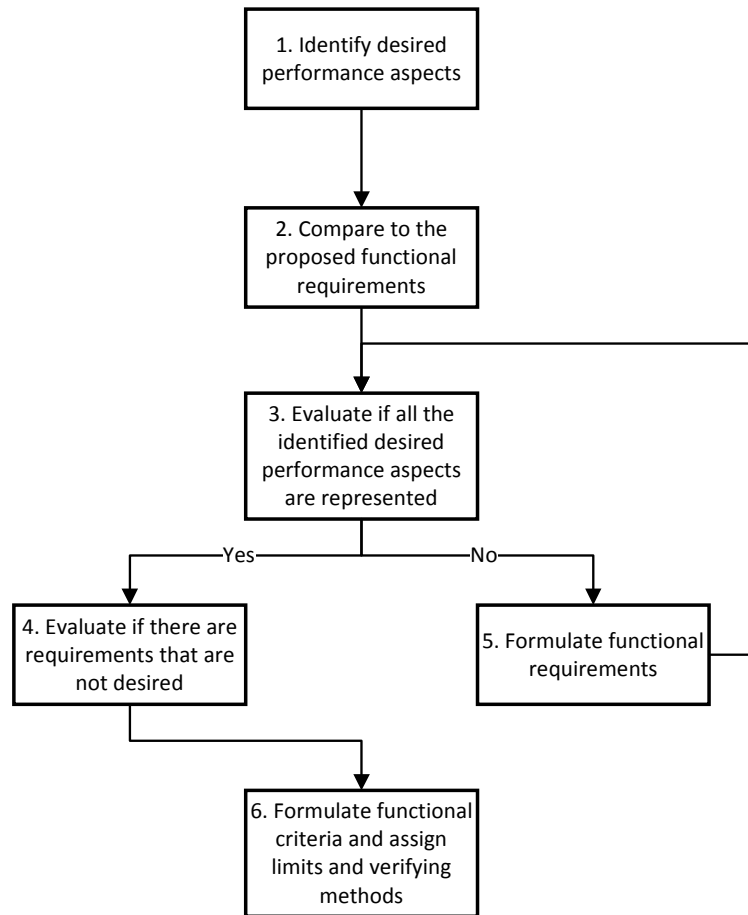 1. Identify desired
performance aspects
2. Compare to the
proposed functional
requirements
3. Evaluate if all the
identified desired
performance aspects
are represented
Yes
No
4. Evaluate if there are
requirements that are
not desired
5. Formulate functional
requirements
6. Formulate functional
criteria and assign
limits and verifying
methods